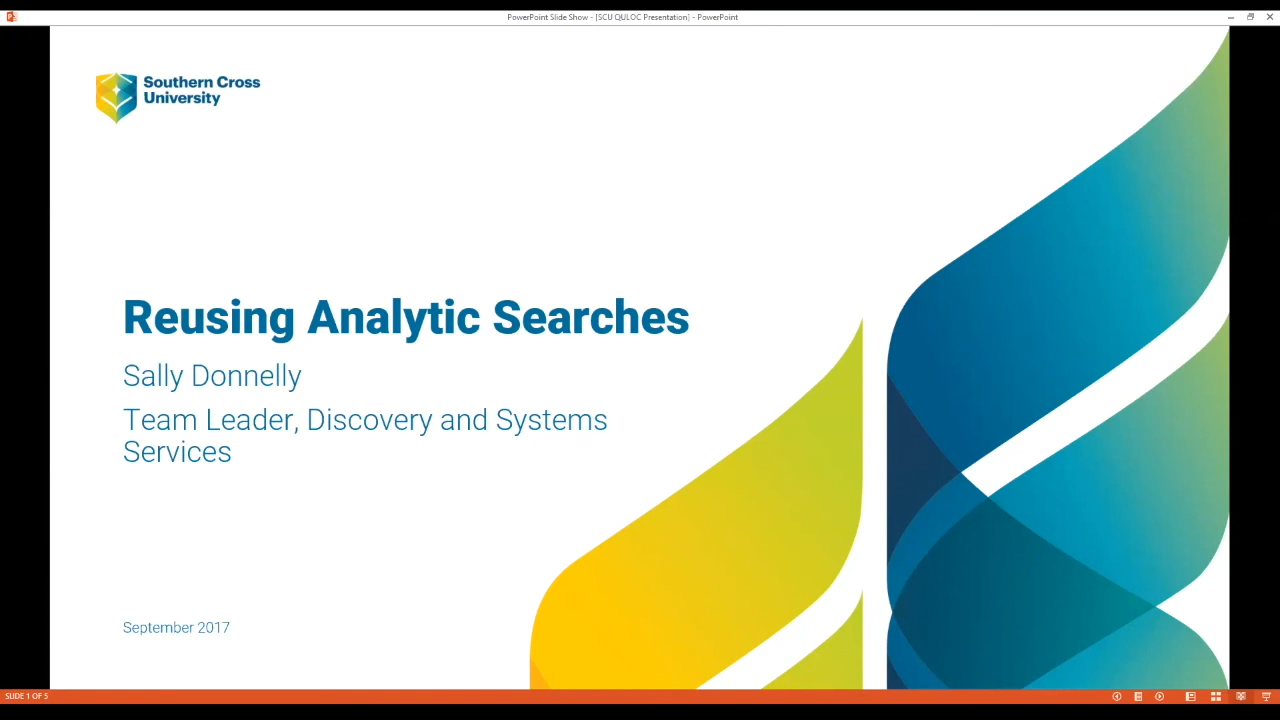 PowerPoint Slide Show - [SCU QULOC Presentation] - PowerPoint
Southern Cross
University
Reusing Analytic Searches
Sally Donnelly
Team Leader, Discovery and Systems
Services
September 2017
SLIDE 1 OF 5